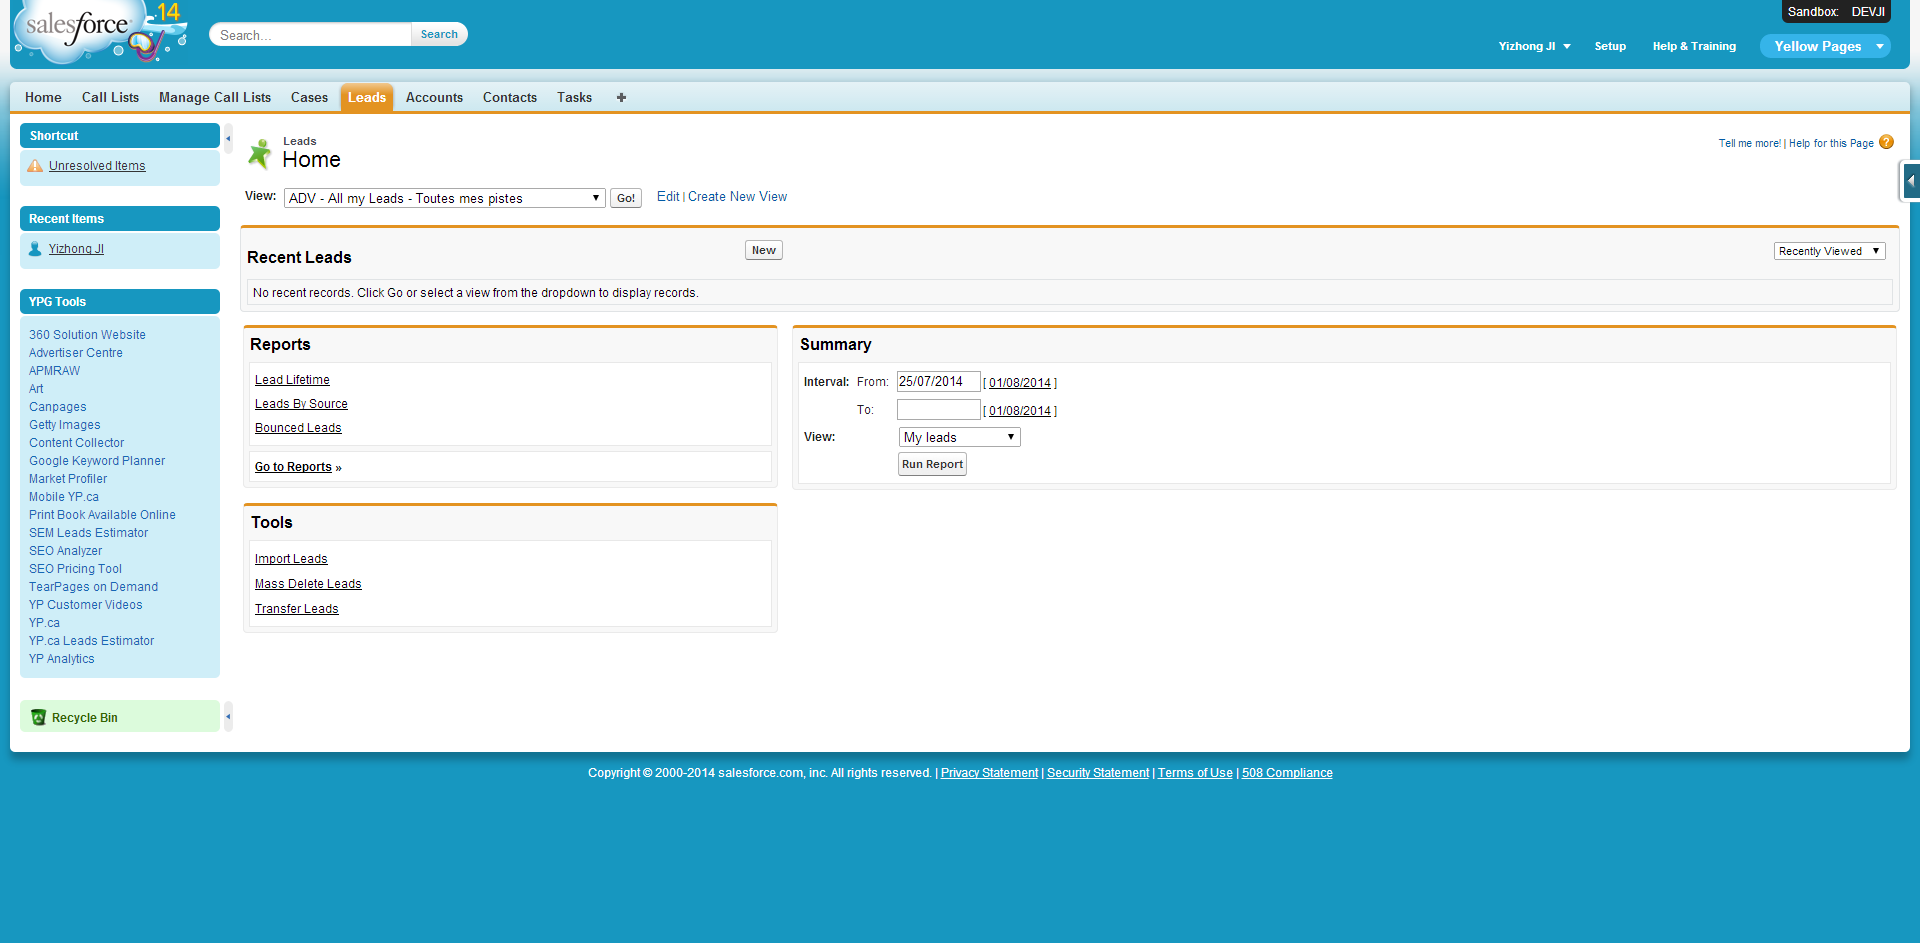 salesforce '14
Search... Search
Sandbox: DEVJI
Yizhong JI Setup Help & Training Yellow Pages
Home Call Lists Manage Call Lists Cases Leads Accounts Contacts Tasks +
Shortcut
Unresolved Items
Recent Items
Yizhong JI
YPG Tools
360 Solution Website
Advertiser Centre
APMRAW
Art
Canpages
Getty Images
Content Collector
Google Keyword Planner
Market Profiler
Mobile YP.ca
Print Book Available Online
SEM Leads Estimator
SEO Analyzer
SEO Pricing Tool
TearPages on Demand
YP Customer Videos
YP.ca
YP.ca Leads Estimator
YP Analytics
Recycle Bin
Leads
Home
Tell me more! | Help for this Page ?
View: ADV - All my Leads - Toutes mes pistes Go! Edit | Create New View
Recent Leads New Recently Viewed
No recent records. Click Go or select a view from the dropdown to display records.
Reports
Lead Lifetime
Leads By Source
Bounced Leads
Go to Reports »
Summary
Interval: From: 25/07/2014 [ 01/08/2014 ]
To: [ 01/08/2014 ]
View: My leads
Run Report
Tools
Import Leads
Mass Delete Leads
Transfer Leads
Copyright © 2000-2014 salesforce.com, inc. All rights reserved. | Privacy Statement | Security Statement | Terms of Use | 508 Compliance